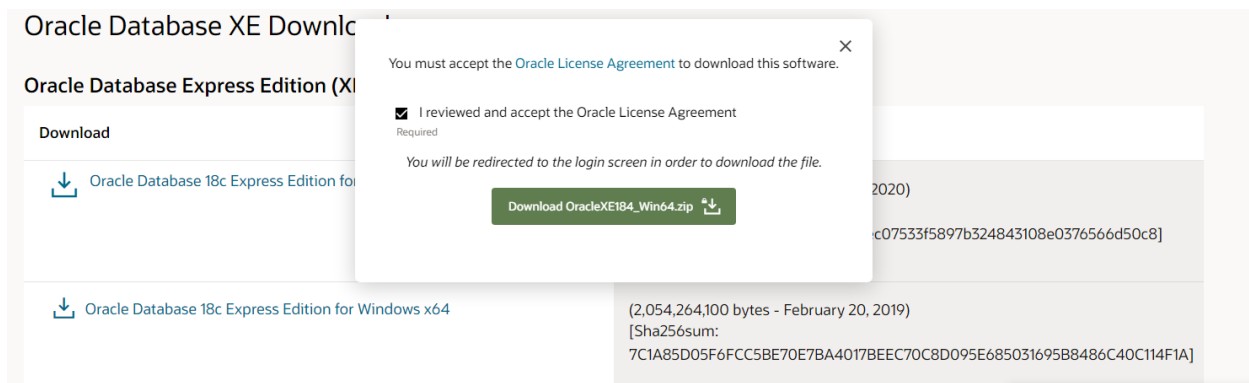 Oracle Database XE Downl
You must accept the Oracle License Agreement to download this software.
Oracle Database Express Edition (XE
I reviewed and accept the Oracle License Agreement
Required
Download
You will be redirected to the login screen in order to download the file.
Oracle Database 18c Express Edition for
2020)
Download OracleXE184_Win64.zip
c07533f5897b324843108e0376566d50c8]
Oracle Database 18c Express Edition for Windows x64
(2,054,264,100 bytes - February 20, 2019)
[Sha256sum:
7C1A85D05F6FCC5BE70E7BA4017BEEC70C8D095E685031695B8486C40C114F1A]